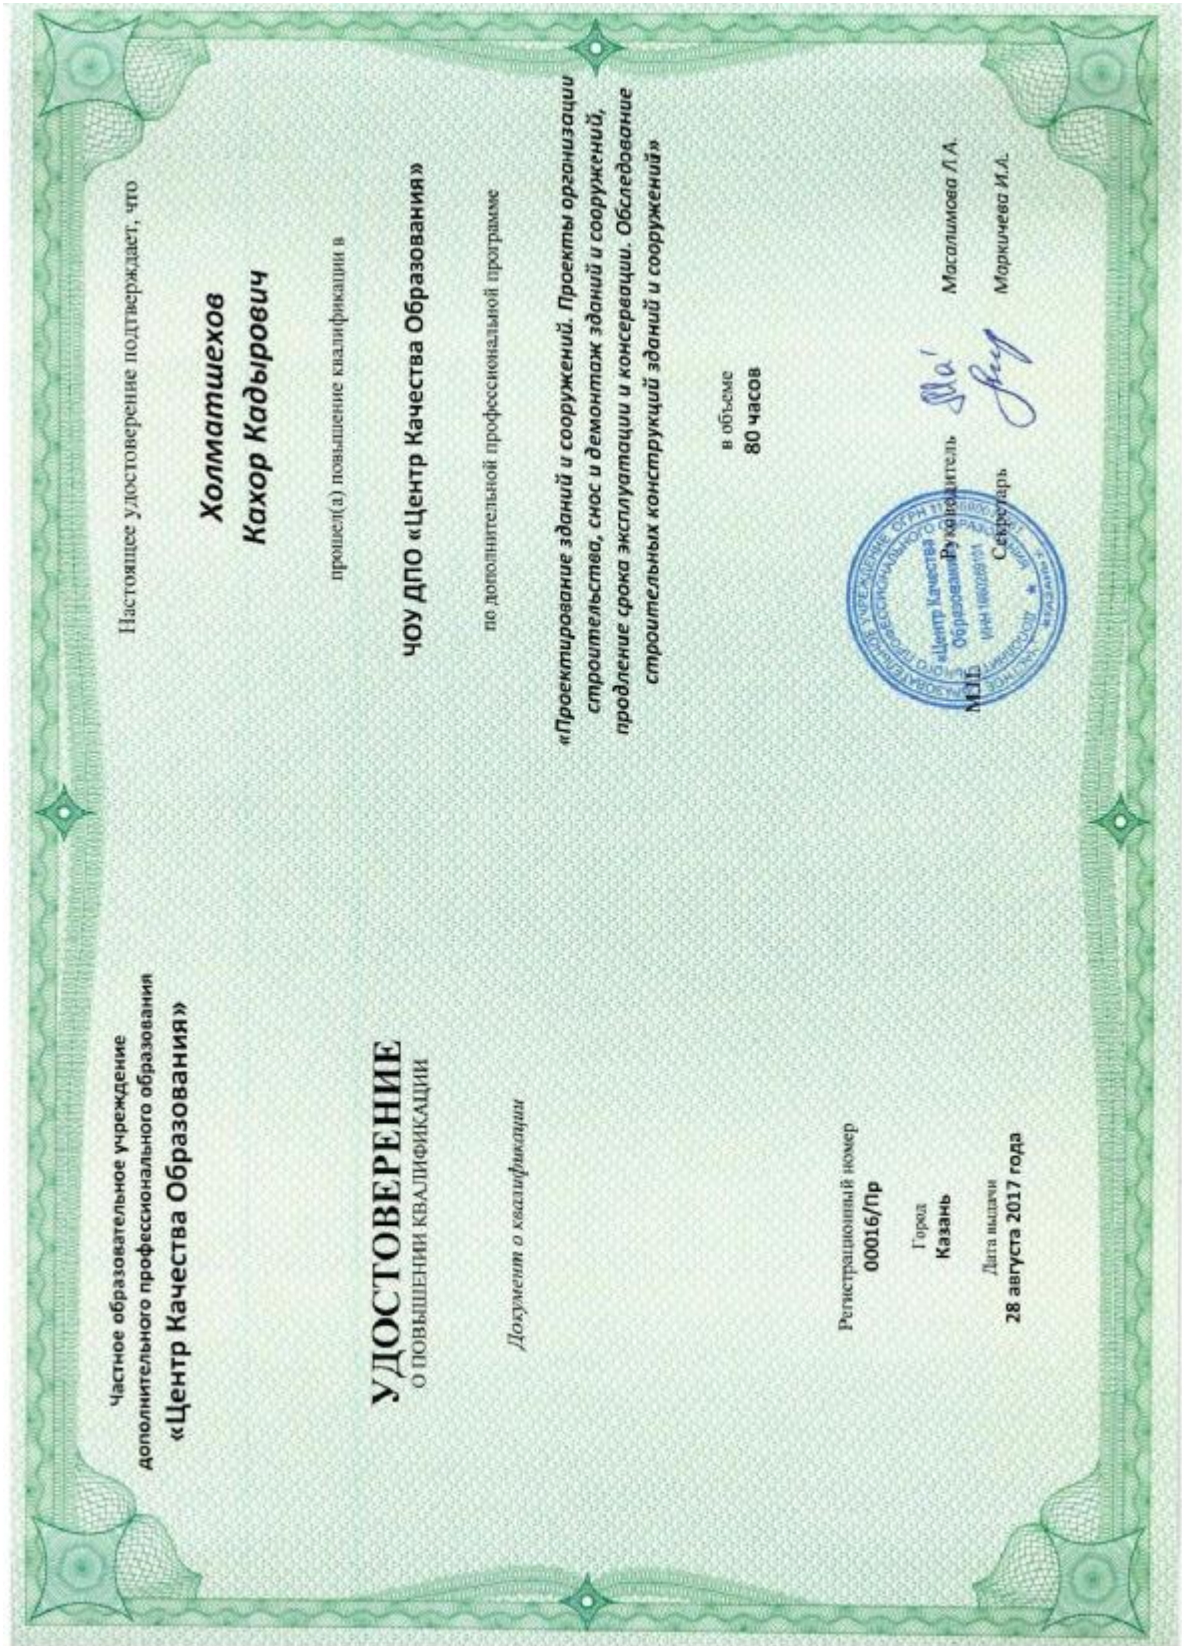 Частное образовательное учреждение
дополнительного профессионального образования
«Центр Качества Образования»
УДОСТОВЕРЕНИЕ
О ПОВЫШЕНИИ КВАЛИФИКАЦИИ
Документ о квалификации
Регистрационный номер
00016/Пр
Город
Казань
Дата выдачи
28 августа 2017 года
Настоящее удостоверение подтверждает, что
Холматшехов
Кахор Кадырович
прошел(а) повышение квалификации в
ЧОУ ДПО «Центр Качества Образования»
по дополнительной профессиональной программе
«Проектирование зданий и сооружений. Проекты организации
строительства, снос и демонтаж зданий и сооружений,
продление срока эксплуатации и консервации. Обследование
строительных конструкций зданий и сооружений»
в объеме
80 часов
Руководитель Масалимова Л.А.
Секретарь Маркичева И.А.
М.П.
«Центр Качества
Образования»